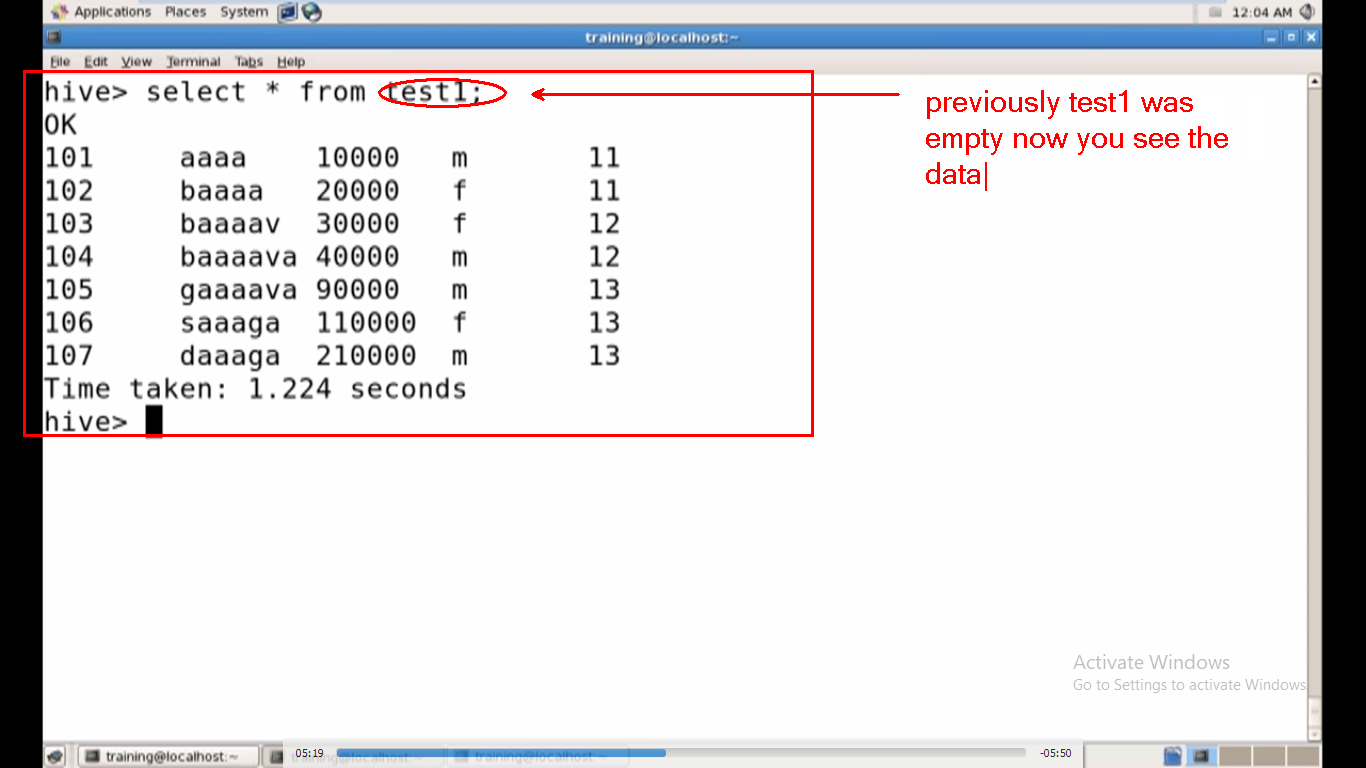 Applications Places System 12:04 AM
training@localhost:~
File Edit View Terminal Tabs Help
hive> select * from test1;
OK
101 aaaa 10000 m 11
102 baaaa 20000 f 11
103 baaaav 30000 f 12
104 baaaava 40000 m 12
105 gaaaava 90000 m 13
106 saaaga 110000 f 13
107 daaaga 210000 m 13
Time taken: 1.224 seconds
hive>
previously test1 was
empty now you see the
data
Activate Windows
Go to Settings to activate Windows
training@localhost:~ training@localhost:~ training@localhost:~
05:19 -05:50